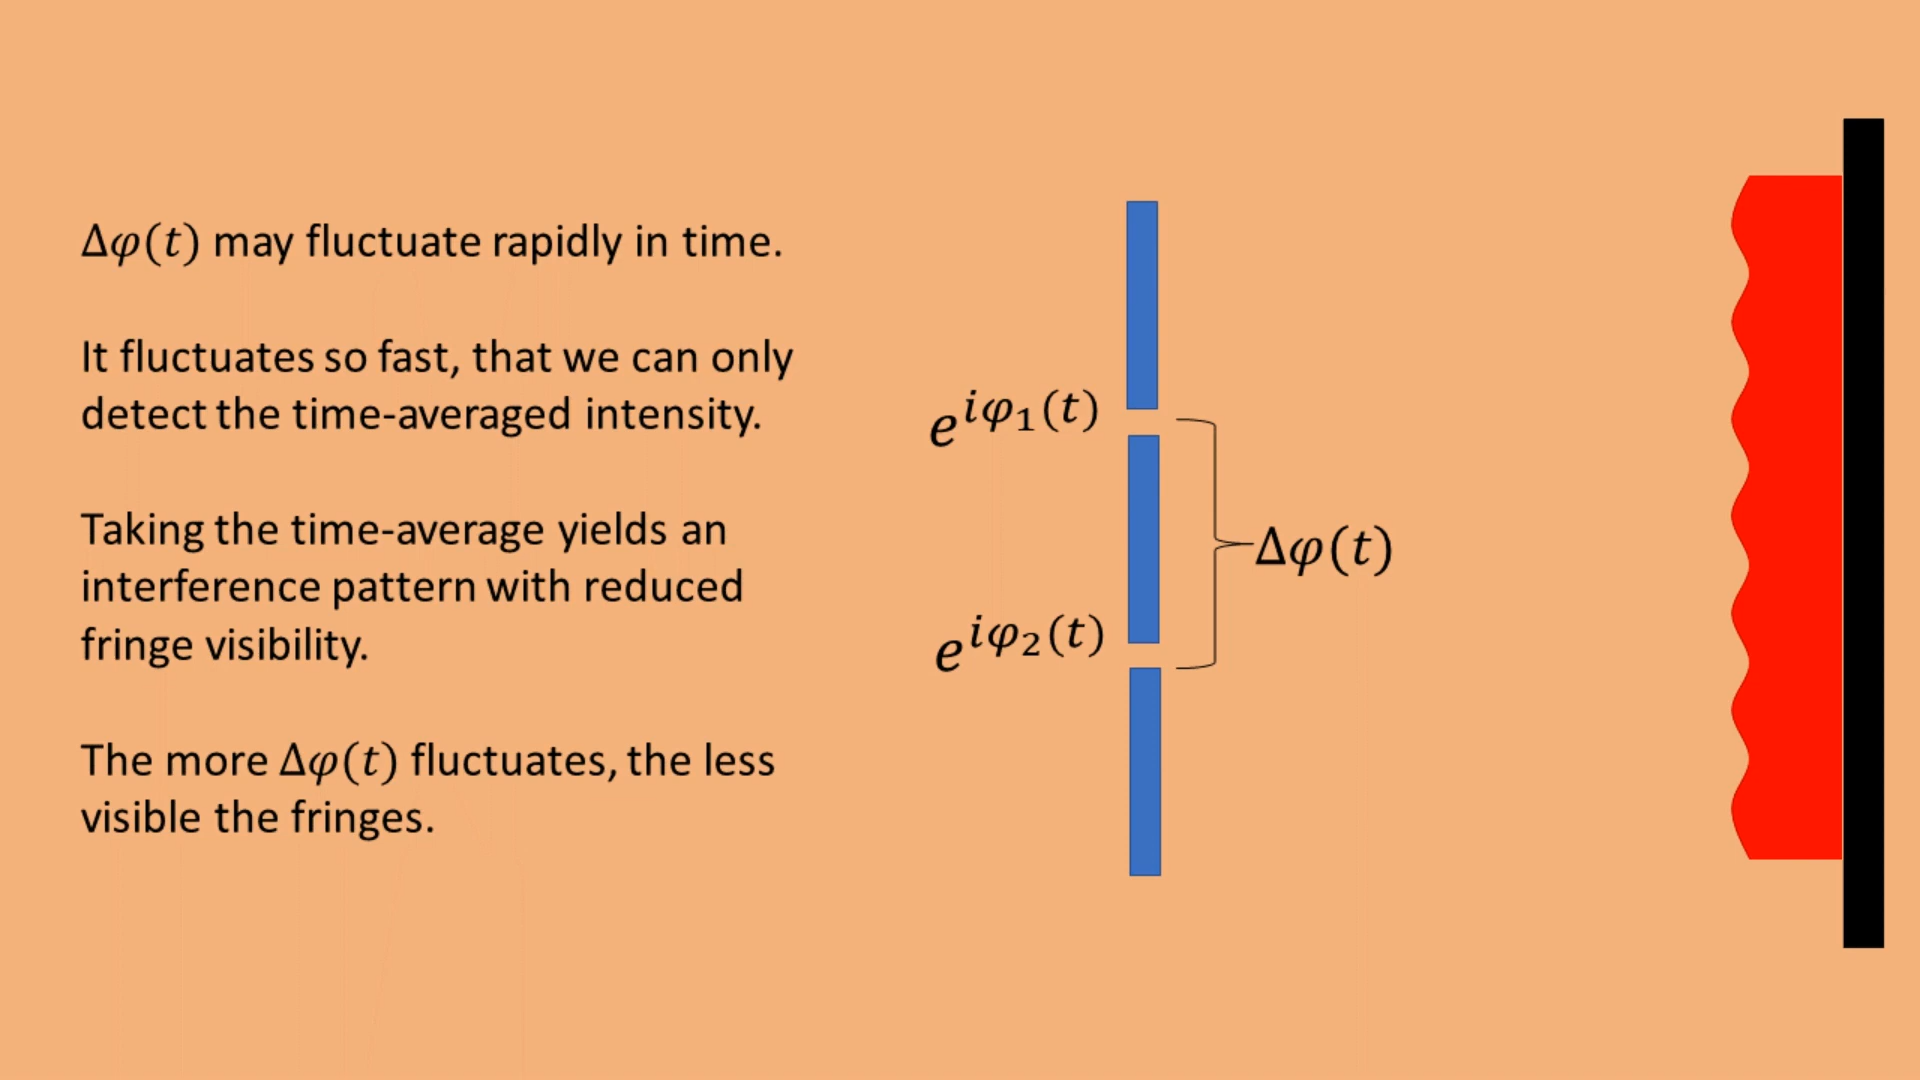 Δφ(t) may fluctuate rapidly in time.
It fluctuates so fast, that we can only
detect the time-averaged intensity.
Taking the time-average yields an
interference pattern with reduced
fringe visibility.
The more Δφ(t) fluctuates, the less
visible the fringes.
e^{iφ₁(t)}
Δφ(t)
e^{iφ₂(t)}